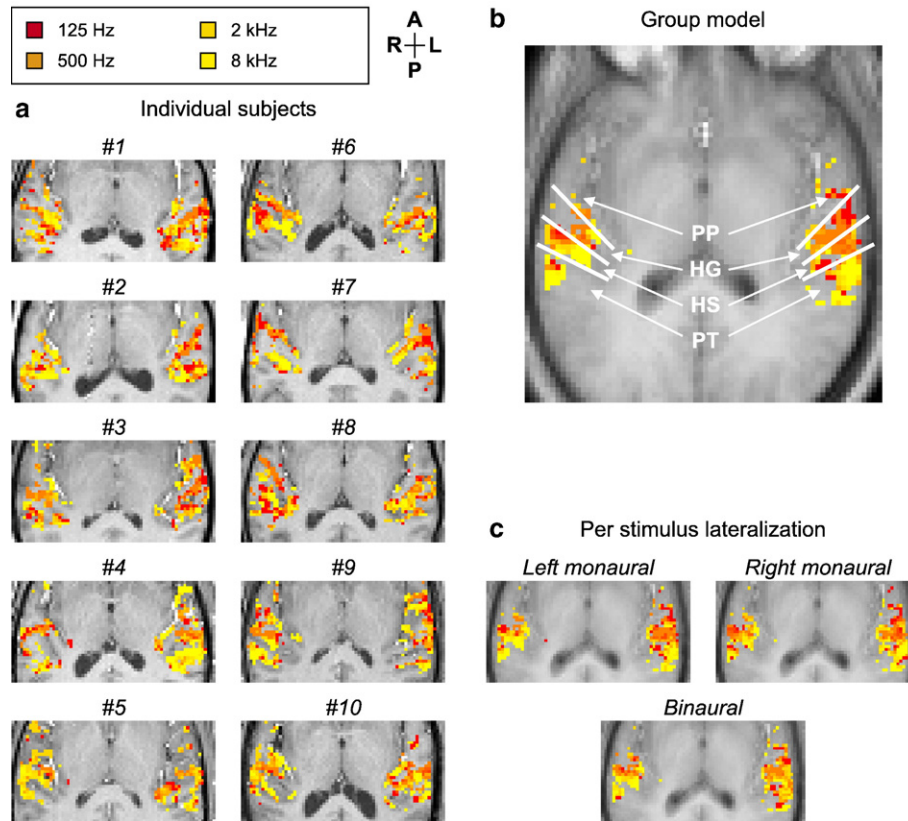 125 Hz
2 kHz
500 Hz
8 kHz
A
R L
P
a
Individual subjects
#1
#6
#2
#7
#3
#8
#4
#9
#5
#10
b
Group model
PP
HG
HS
PT
c
Per stimulus lateralization
Left monaural
Right monaural
Binaural